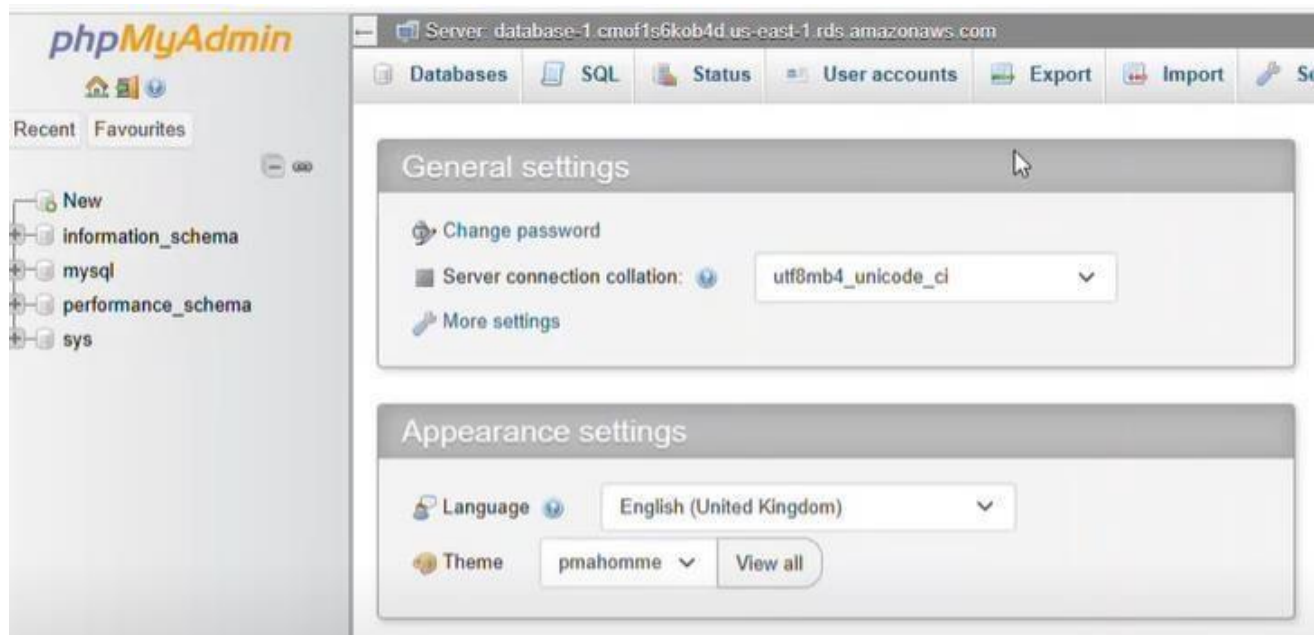 phpMyAdmin
Recent Favourites
New
information_schema
mysql
performance_schema
sys
Server: database-1.cmof1s6kob4d.us-east-1.rds.amazonaws.com
Databases SQL Status User accounts Export Import
General settings
Change password
Server connection collation: utf8mb4_unicode_ci
More settings
Appearance settings
Language English (United Kingdom)
Theme pmahomme View all